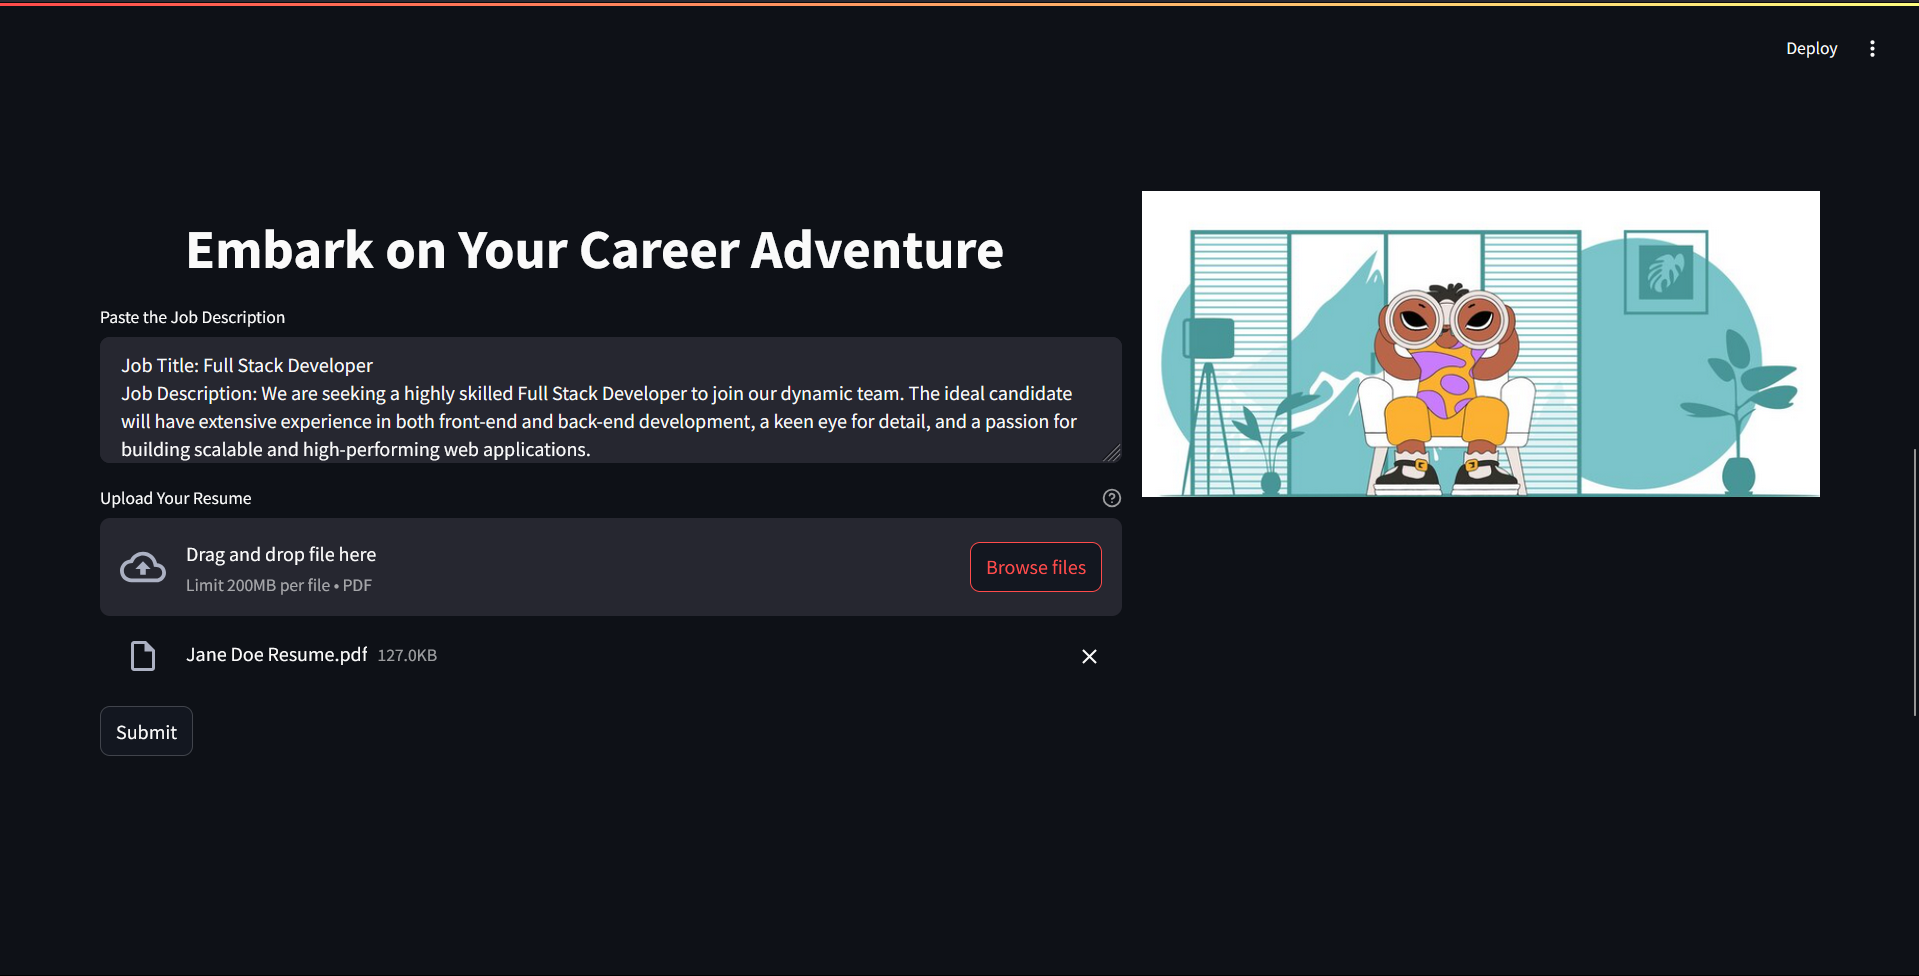 Deploy
Embark on Your Career Adventure
Paste the Job Description
Job Title: Full Stack Developer
Job Description: We are seeking a highly skilled Full Stack Developer to join our dynamic team. The ideal candidate
will have extensive experience in both front-end and back-end development, a keen eye for detail, and a passion for
building scalable and high-performing web applications.
Upload Your Resume
Drag and drop file here
Limit 200MB per file • PDF
Browse files
Jane Doe Resume.pdf 127.0KB
Submit